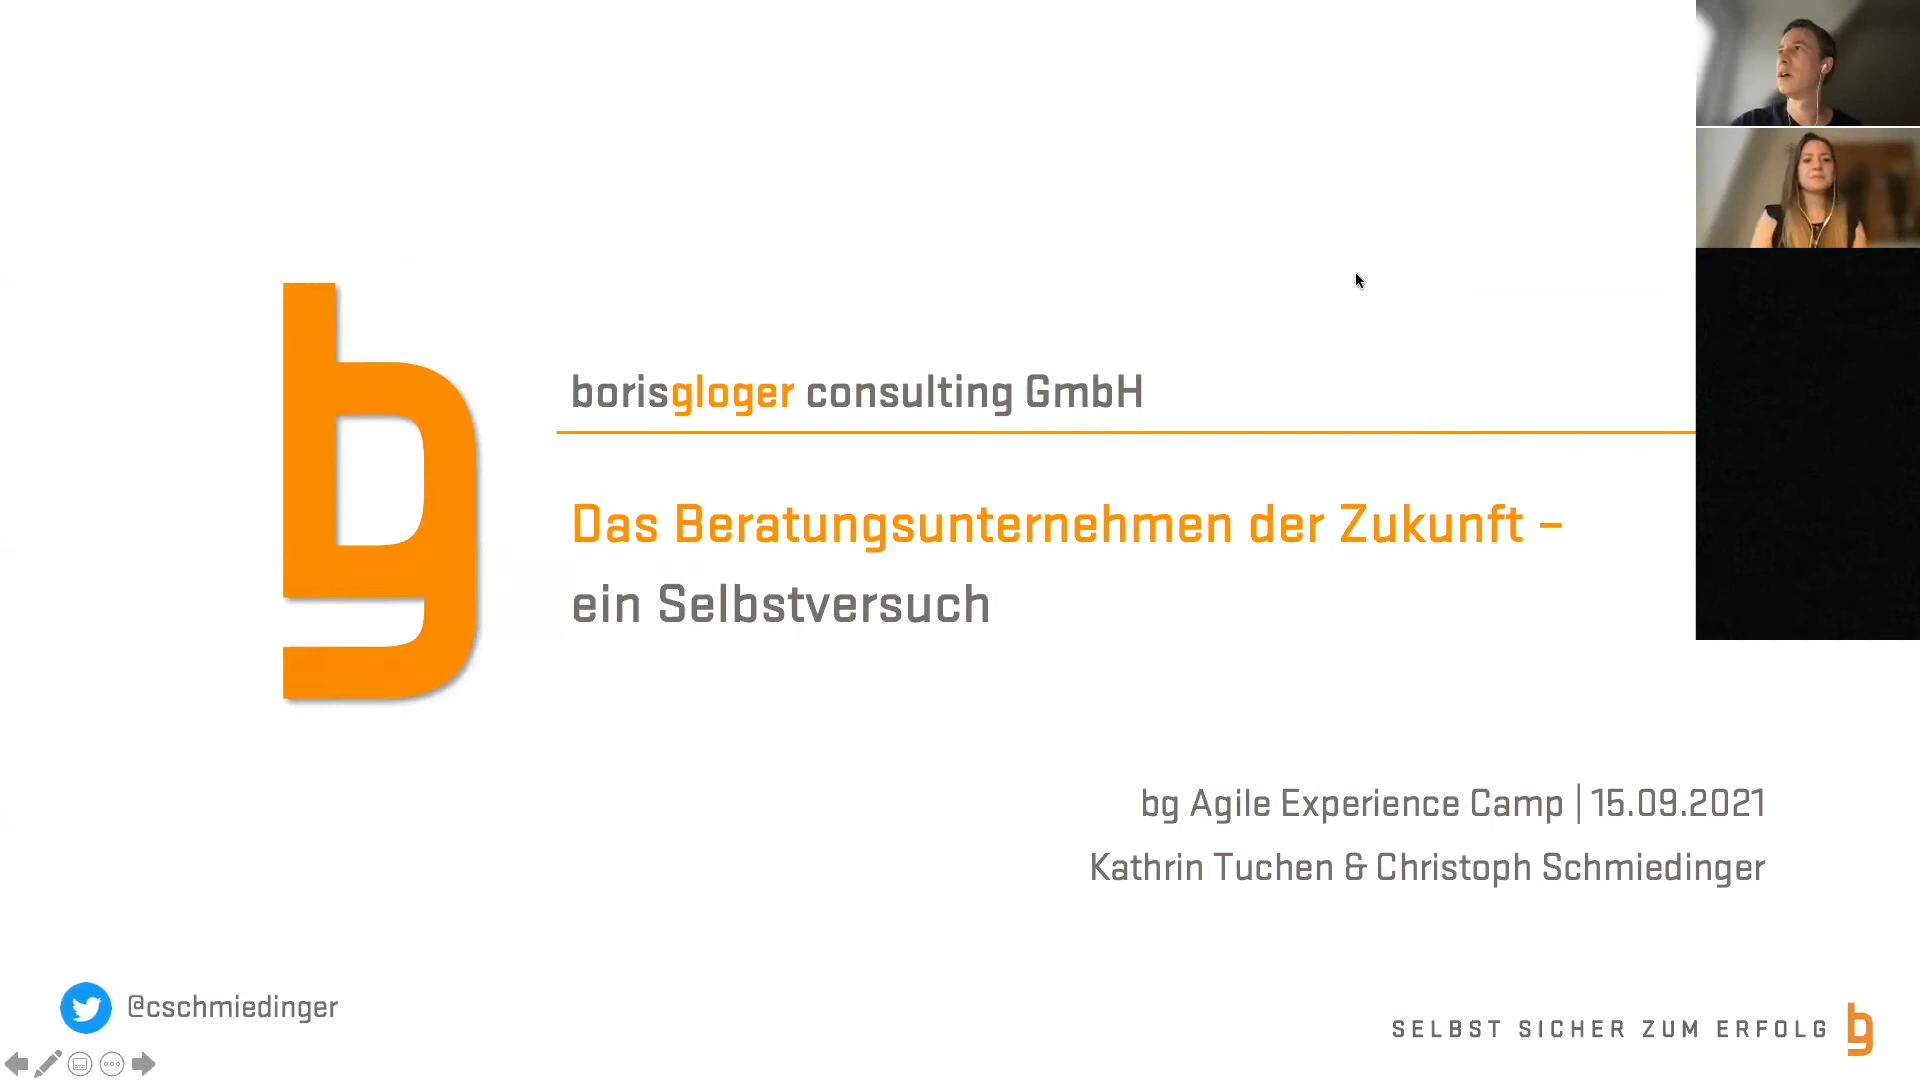 borisgloger consulting GmbH
Das Beratungsunternehmen der Zukunft –
ein Selbstversuch
bg Agile Experience Camp | 15.09.2021
Kathrin Tuchen & Christoph Schmiedinger
@cschmiedinger
SELBST SICHER ZUM ERFOLG